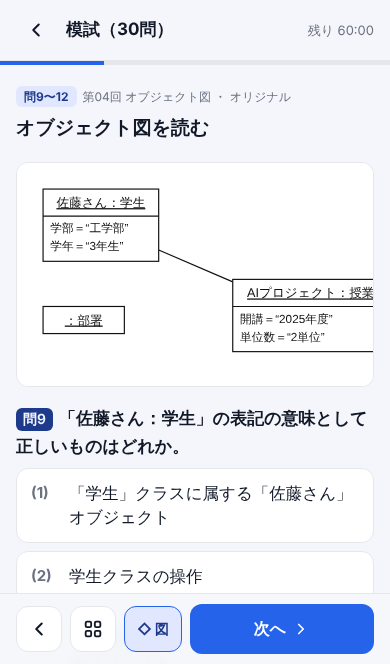 模試（30問）
残り 60:00
問9〜12 第04回 オブジェクト図 ・ オリジナル
オブジェクト図を読む
佐藤さん：学生
学部＝“工学部”
学年＝“3年生”
AIプロジェクト：授業
開講＝“2025年度”
単位数＝“2単位”
：部署
問9 「佐藤さん：学生」の表記の意味として
正しいものはどれか。
(1) 「学生」クラスに属する「佐藤さん」
オブジェクト
(2) 学生クラスの操作
図
次へ